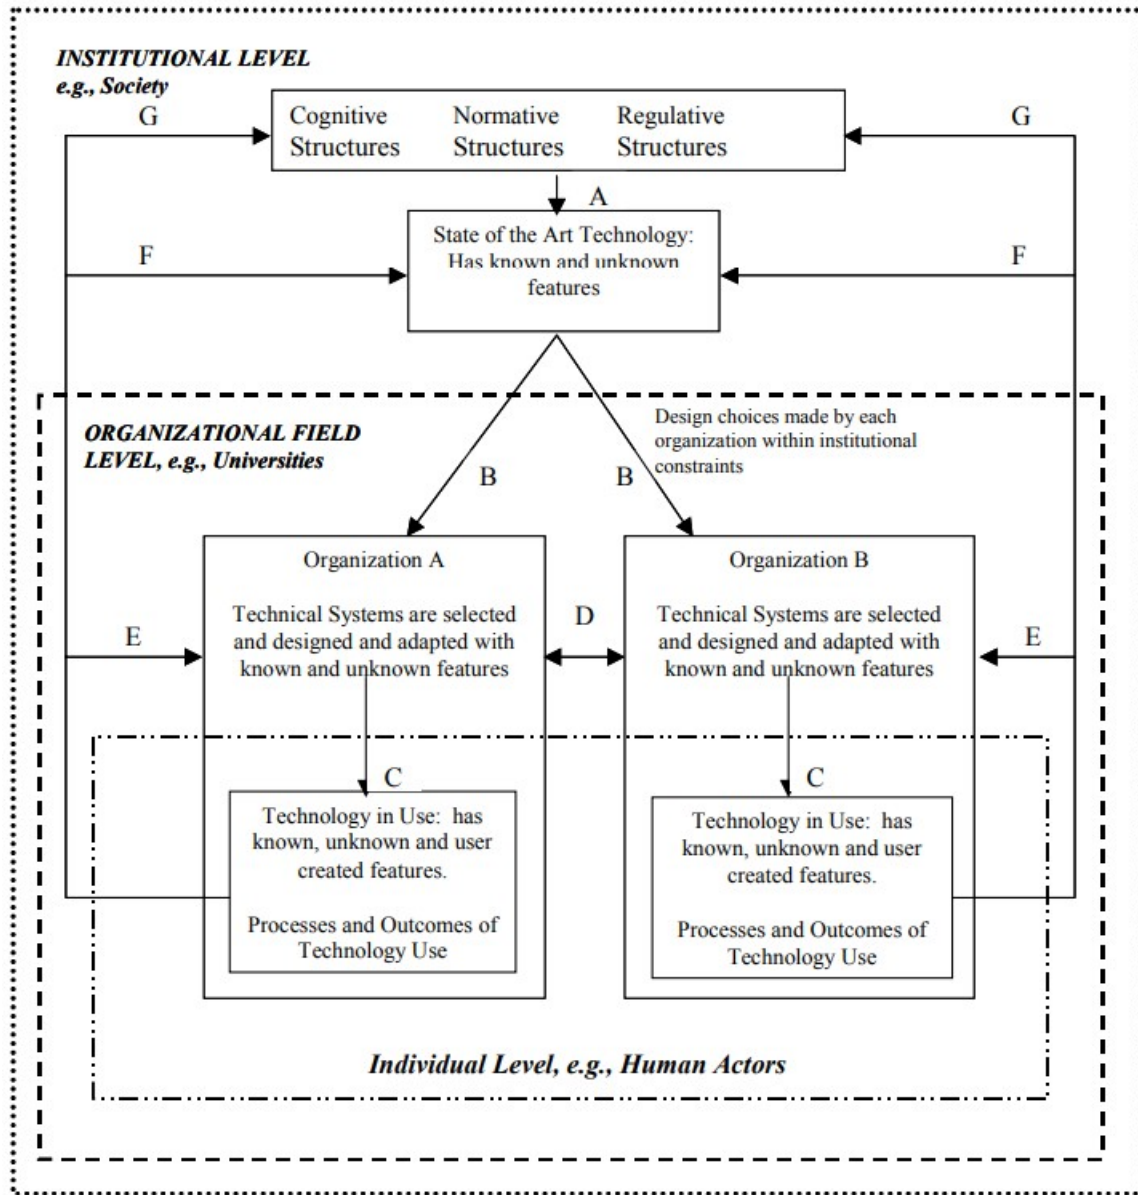 INSTITUTIONAL LEVEL
e.g., Society
G
Cognitive Normative Regulative
Structures Structures Structures
G
A
F
State of the Art Technology:
Has known and unknown
features
F
ORGANIZATIONAL FIELD
LEVEL, e.g., Universities
Design choices made by each
organization within institutional
constraints
B
B
Organization A
Technical Systems are selected
and designed and adapted with
known and unknown features
D
Organization B
Technical Systems are selected
and designed and adapted with
known and unknown features
E
E
C
C
Technology in Use: has
known, unknown and user
created features.
Processes and Outcomes of
Technology Use
Technology in Use: has
known, unknown and user
created features.
Processes and Outcomes of
Technology Use
Individual Level, e.g., Human Actors